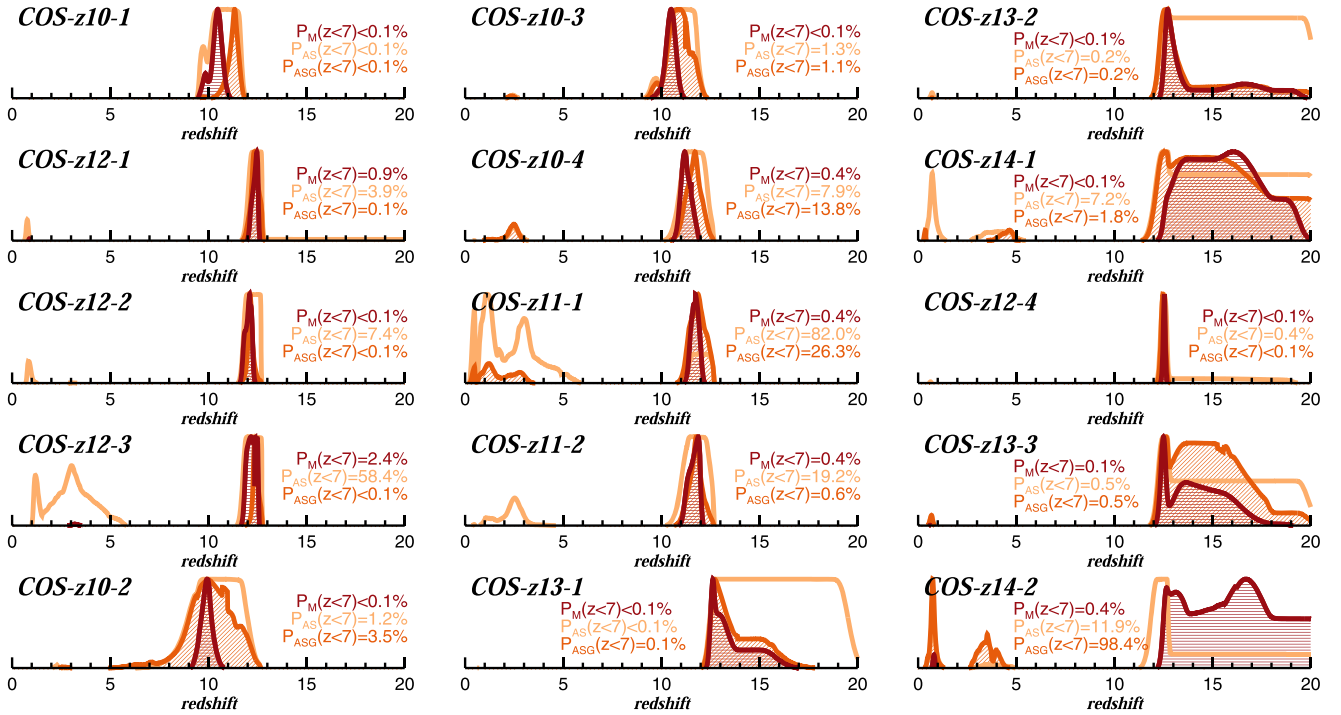 COS-z10-1
P_M(z<7)<0.1%
P_AS(z<7)<0.1%
P_ASG(z<7)<0.1%
0 5 10 15 20
redshift
COS-z10-3
P_M(z<7)<0.1%
P_AS(z<7)=1.3%
P_ASG(z<7)=1.1%
0 5 10 15 20
redshift
COS-z13-2
P_M(z<7)<0.1%
P_AS(z<7)=0.2%
P_ASG(z<7)=0.2%
0 5 10 15 20
redshift
COS-z12-1
P_M(z<7)=0.9%
P_AS(z<7)=3.9%
P_ASG(z<7)=0.1%
0 5 10 15 20
redshift
COS-z10-4
P_M(z<7)=0.4%
P_AS(z<7)=7.9%
P_ASG(z<7)=13.8%
0 5 10 15 20
redshift
COS-z14-1
P_M(z<7)<0.1%
P_AS(z<7)=7.2%
P_ASG(z<7)=1.8%
0 5 10 15 20
redshift
COS-z12-2
P_M(z<7)<0.1%
P_AS(z<7)=7.4%
P_ASG(z<7)<0.1%
0 5 10 15 20
redshift
COS-z11-1
P_M(z<7)=0.4%
P_AS(z<7)=82.0%
P_ASG(z<7)=26.3%
0 5 10 15 20
redshift
COS-z12-4
P_M(z<7)<0.1%
P_AS(z<7)=0.4%
P_ASG(z<7)<0.1%
0 5 10 15 20
redshift
COS-z12-3
P_M(z<7)=2.4%
P_AS(z<7)=58.4%
P_ASG(z<7)<0.1%
0 5 10 15 20
redshift
COS-z11-2
P_M(z<7)=0.4%
P_AS(z<7)=19.2%
P_ASG(z<7)=0.6%
0 5 10 15 20
redshift
COS-z13-3
P_M(z<7)=0.1%
P_AS(z<7)=0.5%
P_ASG(z<7)=0.5%
0 5 10 15 20
redshift
COS-z10-2
P_M(z<7)<0.1%
P_AS(z<7)=1.2%
P_ASG(z<7)=3.5%
0 5 10 15 20
redshift
COS-z13-1
P_M(z<7)<0.1%
P_AS(z<7)<0.1%
P_ASG(z<7)=0.1%
0 5 10 15 20
redshift
COS-z14-2
P_M(z<7)=0.4%
P_AS(z<7)=11.9%
P_ASG(z<7)=98.4%
0 5 10 15 20
redshift